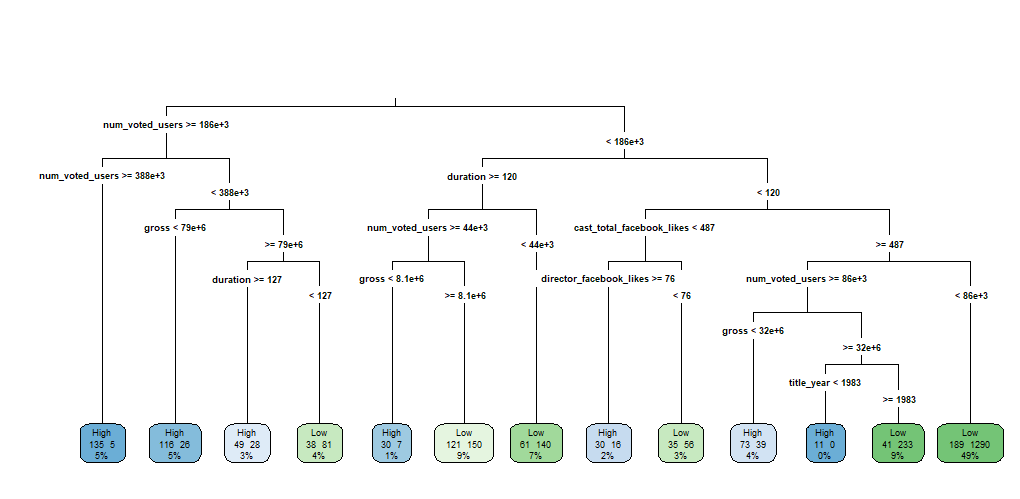 num_voted_users >= 186e+3
< 186e+3
num_voted_users >= 388e+3
duration >= 120
< 388e+3
< 120
gross < 79e+6
num_voted_users >= 44e+3
cast_total_facebook_likes < 487
>= 79e+6
< 44e+3
>= 487
duration >= 127
gross < 8.1e+6
director_facebook_likes >= 76
num_voted_users >= 86e+3
< 127
>= 8.1e+6
< 76
< 86e+3
gross < 32e+6
>= 32e+6
title_year < 1983
>= 1983
High
135 5
5%
High
116 26
5%
High
49 28
3%
Low
38 81
4%
High
30 7
1%
Low
121 150
9%
Low
61 140
7%
High
30 16
2%
Low
35 56
3%
High
73 39
4%
High
11 0
0%
Low
41 233
9%
Low
189 1290
49%